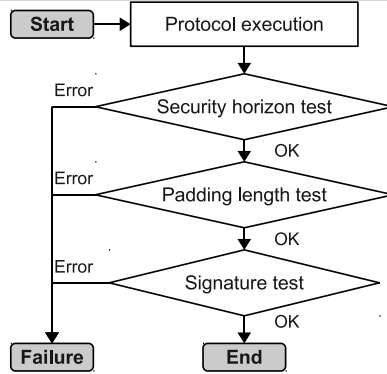 Start
Protocol execution
Error
Security horizon test
OK
Error
Padding length test
OK
Error
Signature test
OK
Failure
End